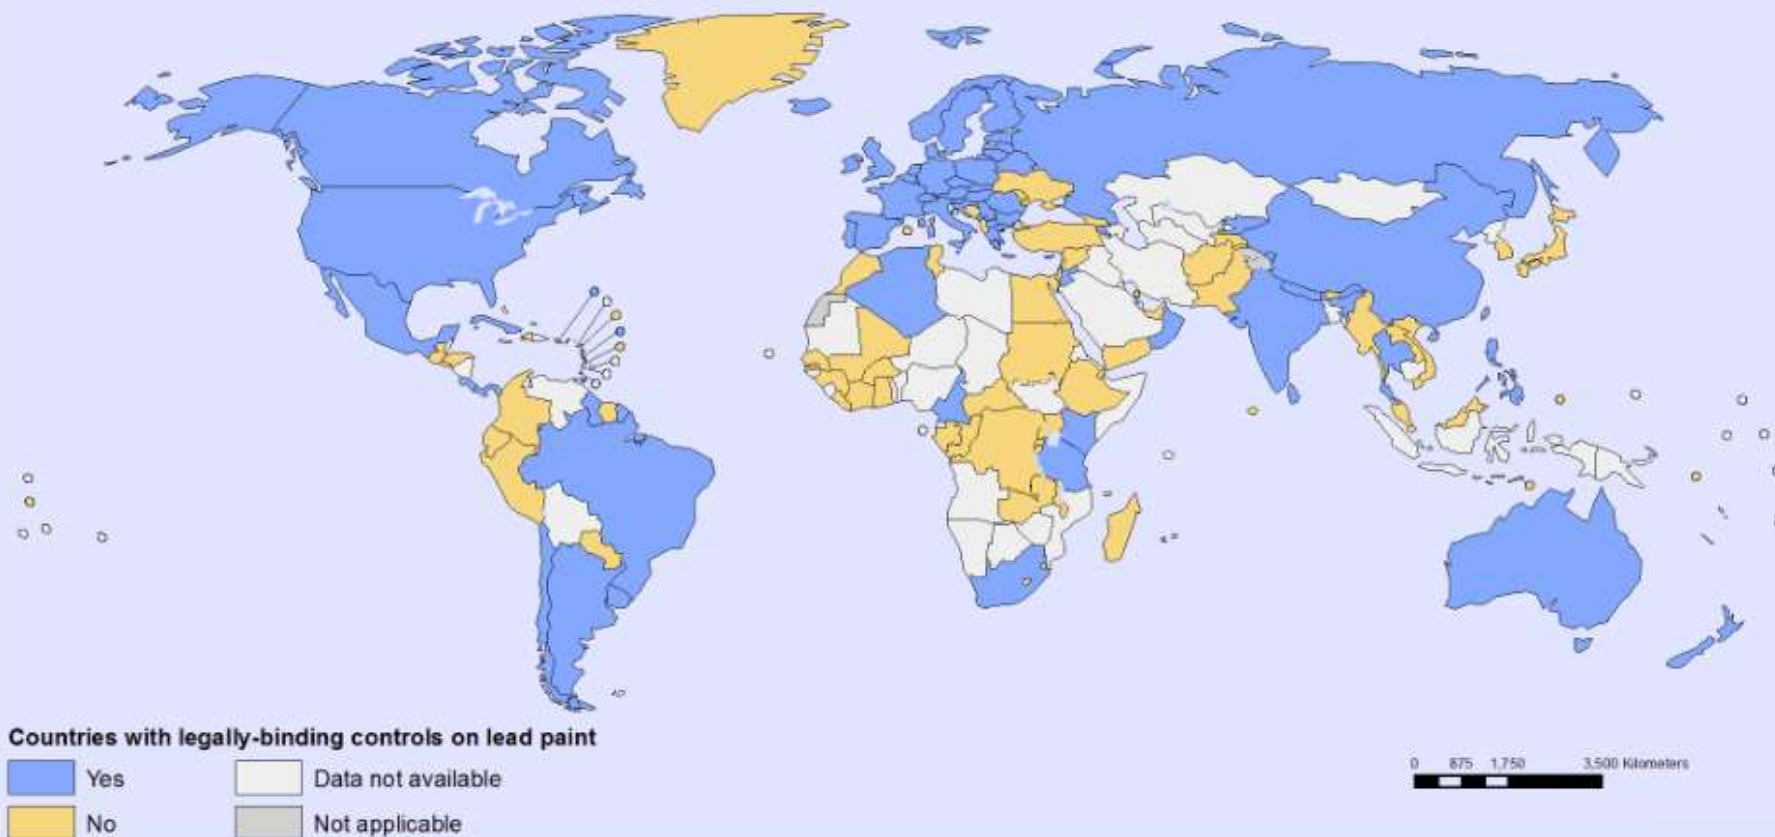 Countries with legally-binding controls on lead paint
Yes
Data not available
No
Not applicable
0 875 1,750 3,500 Kilometers